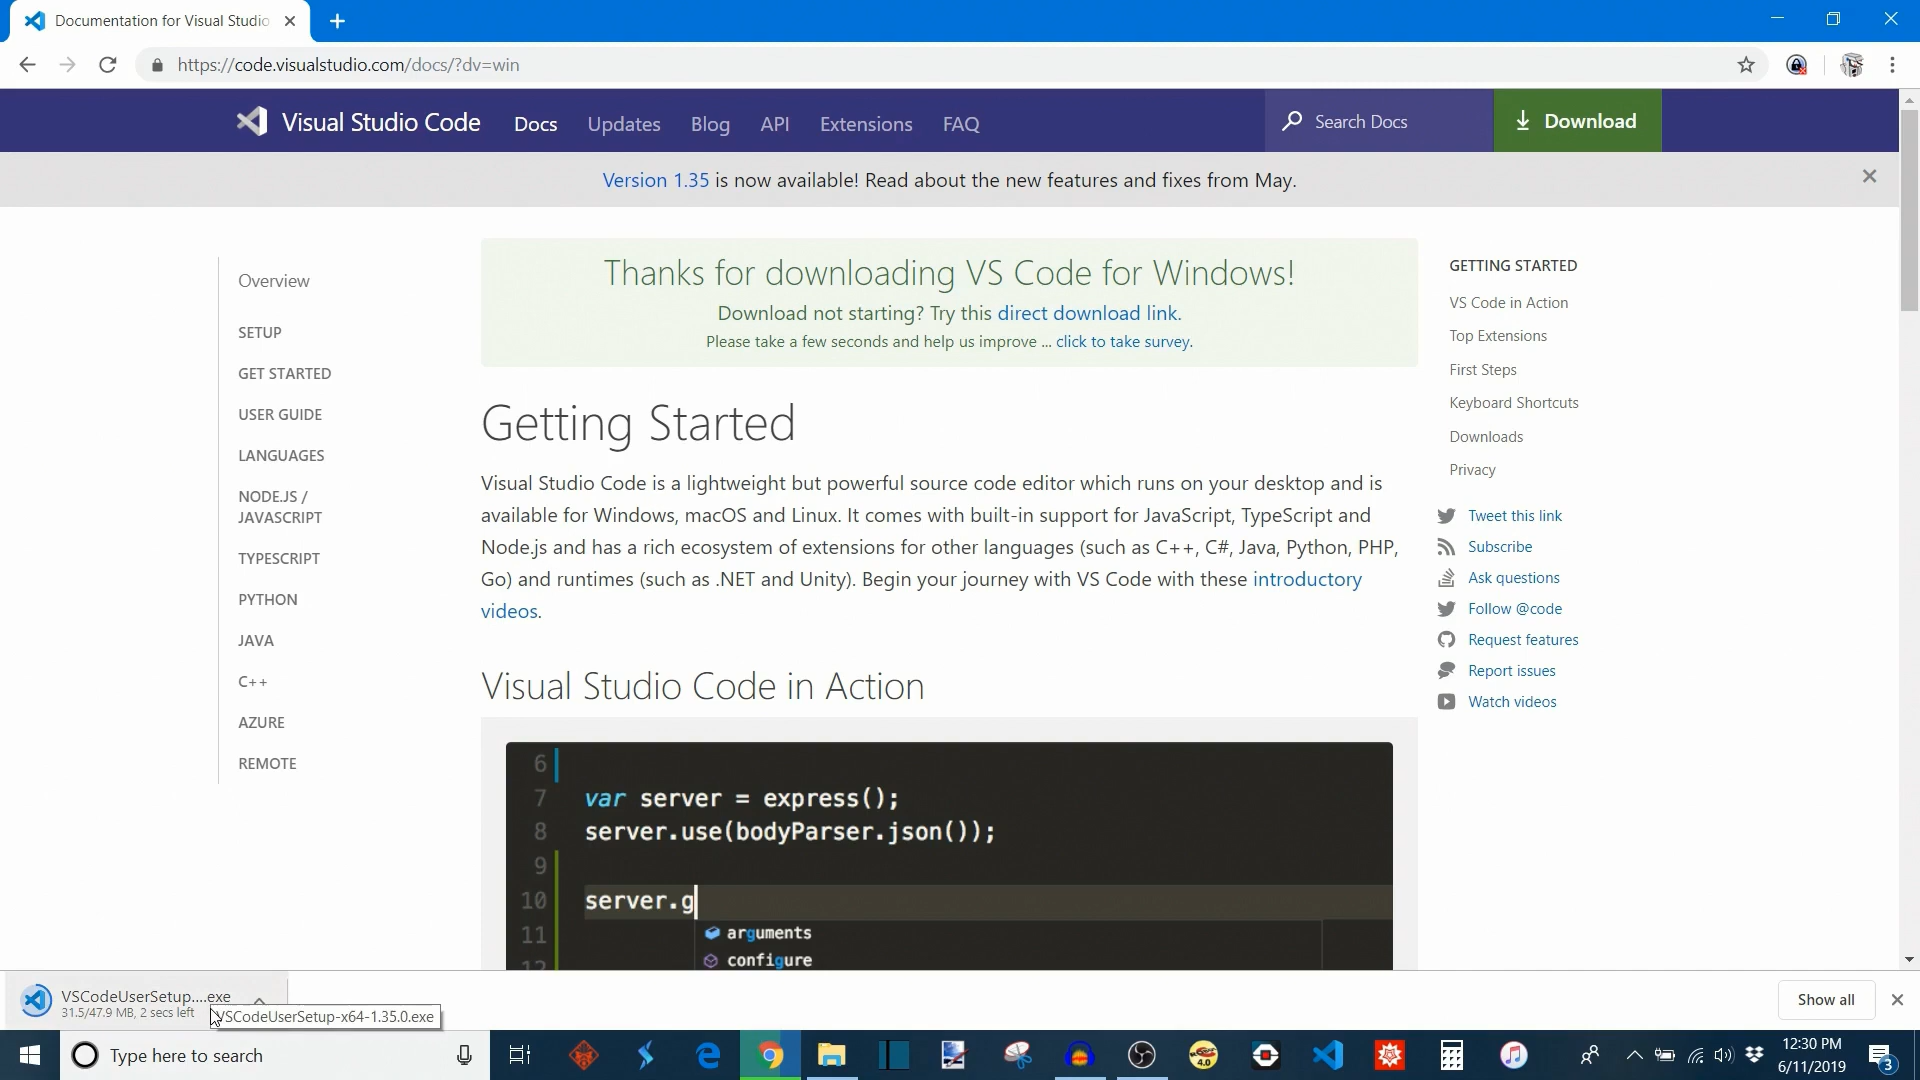 Documentation for Visual Studio
https://code.visualstudio.com/docs/?dv=win
Visual Studio Code
Docs
Updates
Blog
API
Extensions
FAQ
Search Docs
Download
Version 1.35 is now available! Read about the new features and fixes from May.
Overview
SETUP
GET STARTED
USER GUIDE
LANGUAGES
NODE.JS /
JAVASCRIPT
TYPESCRIPT
PYTHON
JAVA
C++
AZURE
REMOTE
Thanks for downloading VS Code for Windows!
Download not starting? Try this direct download link.
Please take a few seconds and help us improve ... click to take survey.
Getting Started
Visual Studio Code is a lightweight but powerful source code editor which runs on your desktop and is
available for Windows, macOS and Linux. It comes with built-in support for JavaScript, TypeScript and
Node.js and has a rich ecosystem of extensions for other languages (such as C++, C#, Java, Python, PHP,
Go) and runtimes (such as .NET and Unity). Begin your journey with VS Code with these introductory
videos.
Visual Studio Code in Action
6
7 var server = express();
8 server.use(bodyParser.json());
9
10 server.g
arguments
11
configure
12
GETTING STARTED
VS Code in Action
Top Extensions
First Steps
Keyboard Shortcuts
Downloads
Privacy
Tweet this link
Subscribe
Ask questions
Follow @code
Request features
Report issues
Watch videos
VSCodeUserSetup....exe
31.5/47.9 MB, 2 secs left
VSCodeUserSetup-x64-1.35.0.exe
Show all
Type here to search
4.0
12:30 PM
6/11/2019
3